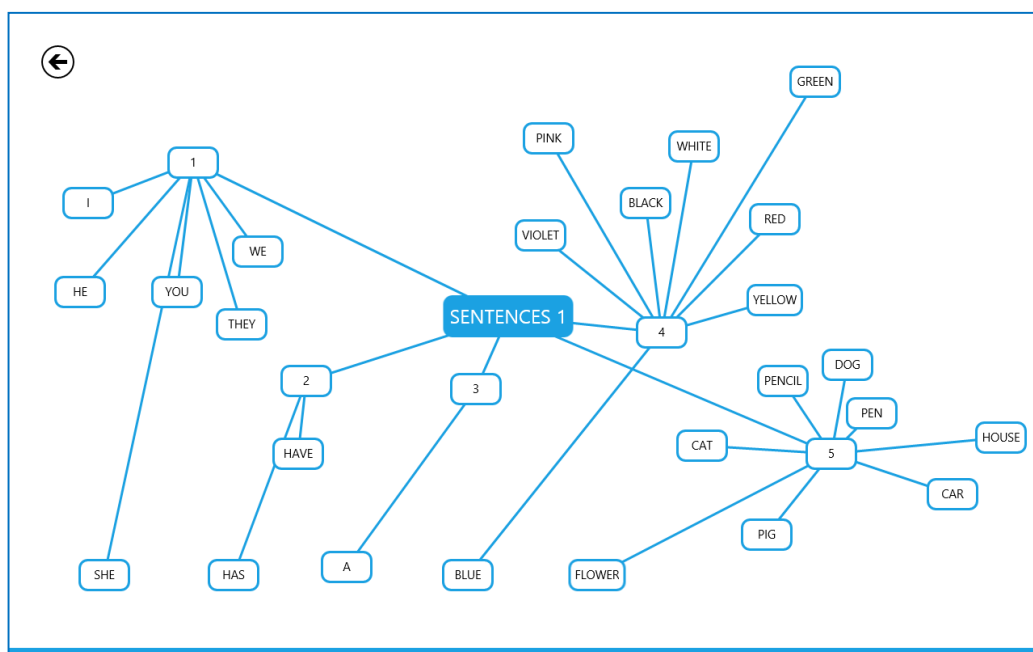 GREEN
PINK
WHITE
1
I
BLACK
RED
VIOLET
WE
HE
YOU
YELLOW
THEY
SENTENCES 1
4
DOG
2
3
PENCIL
PEN
HOUSE
CAT
HAVE
5
CAR
PIG
A
SHE
HAS
BLUE
FLOWER